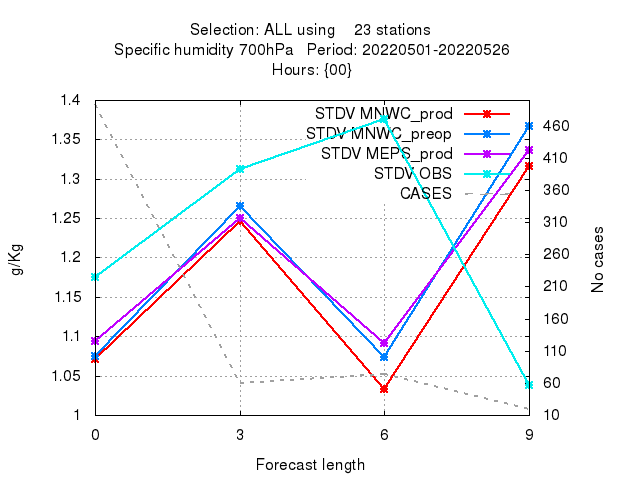 Selection: ALL using    23 stations
Specific humidity 700hPa   Period: 20220501-20220526
Hours: {00}
STDV MNWC_prod
STDV MNWC_preop
STDV MEPS_prod
STDV OBS
CASES
1.4
1.35
1.3
1.25
1.2
1.15
1.1
1.05
1
g/Kg
460
410
360
310
260
210
160
110
60
10
No cases
0 3 6 9
Forecast length